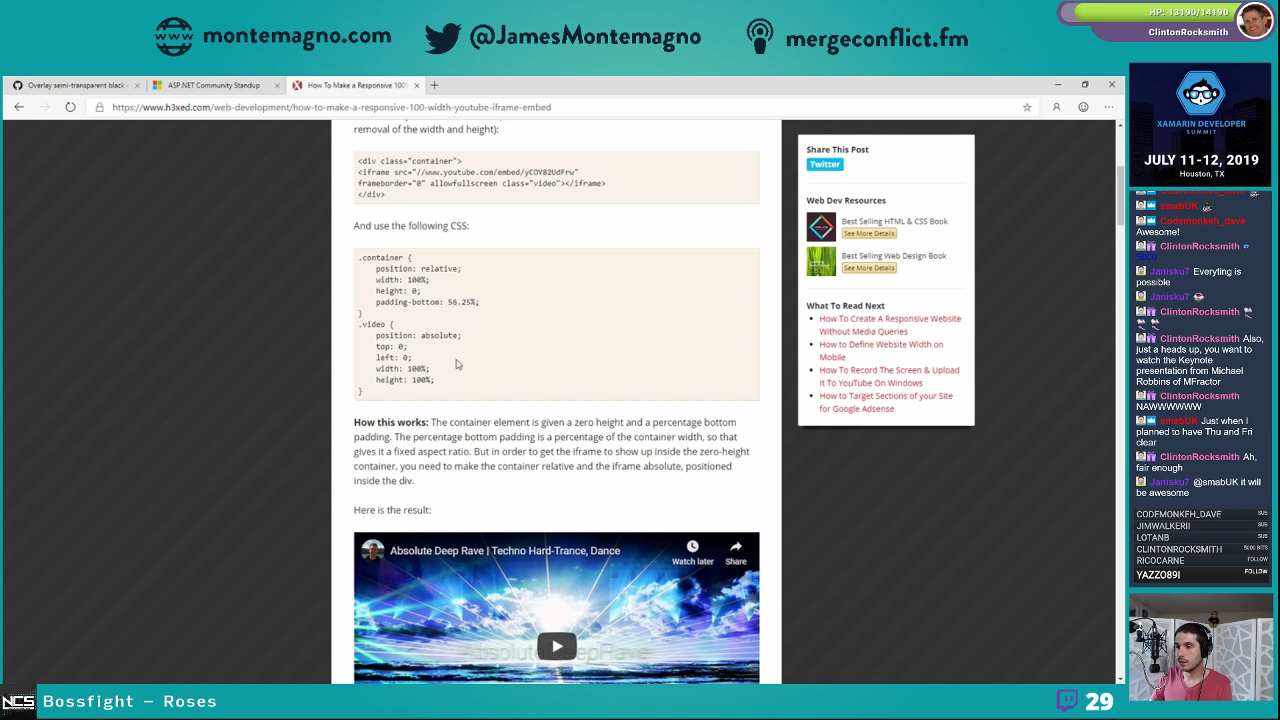 montemagno.com
@JamesMontemagno
mergeconflict.fm
HP: 13190/14190
ClintonRocksmith
Overlay semi-transparent black
ASP.NET Community Standup
How To Make a Responsive 100%
https://www.h3xed.com/web-development/how-to-make-a-responsive-100-width-youtube-iframe-embed
removal of the width and height):
<div class="container">
<iframe src="//www.youtube.com/embed/yCOY82UdFrw"
frameborder="0" allowfullscreen class="video"></iframe>
</div>
And use the following CSS:
.container {
position: relative;
width: 100%;
height: 0;
padding-bottom: 56.25%;
}
.video {
position: absolute;
top: 0;
left: 0;
width: 100%;
height: 100%;
}
How this works: The container element is given a zero height and a percentage bottom
padding. The percentage bottom padding is a percentage of the container width, so that
gives it a fixed aspect ratio. But in order to get the iframe to show up inside the zero-height
container, you need to make the container relative and the iframe absolute, positioned
inside the div.
Here is the result:
Absolute Deep Rave | Techno Hard-Trance, Dance
Watch later
Share
AbsoluteDeepRave
Share This Post
Twitter
Web Dev Resources
Best Selling HTML & CSS Book
See More Details
Best Selling Web Design Book
See More Details
What To Read Next
How To Create A Responsive Website
Without Media Queries
How to Define Website Width on
Mobile
How To Record The Screen & Upload
It To YouTube On Windows
How to Target Sections of your Site
for Google Adsense
XAMARIN DEVELOPER
SUMMIT
JULY 11-12, 2019
Houston, TX
smabUK
Codemonkeh_dave
Awesome!
ClintonRocksmith
5000
Janisku7 Everyting is
possible
Janisku7
ClintonRocksmith
ClintonRocksmith Also,
just a heads up, you want to
watch the Keynote
presentation from Michael
Robbins of MFractor
ClintonRocksmith
NAWWWWWW
smabUK Just when I
planned to have Thu and Fri
clear
ClintonRocksmith Ah,
fair enough
Janisku7 @smabUK it will
be awesome
CODEMONKEH_DAVE SUB
JIMWALKERII SUB
LOTANB SUB
CLINTONROCKSMITH 5000 BITS
RICOCARNE FOLLOW
YAZZO89I FOLLOW
NCS
Bossfight – Roses
29